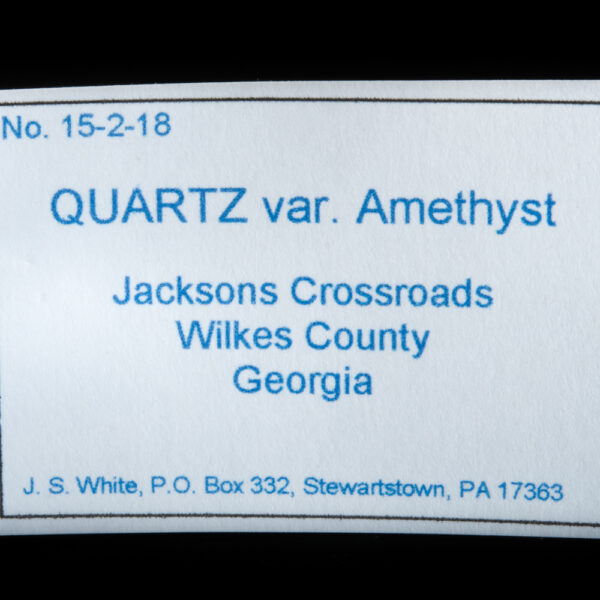 No. 15-2-18
QUARTZ var. Amethyst
Jacksons Crossroads
Wilkes County
Georgia
J. S. White, P.O. Box 332, Stewartstown, PA 17363